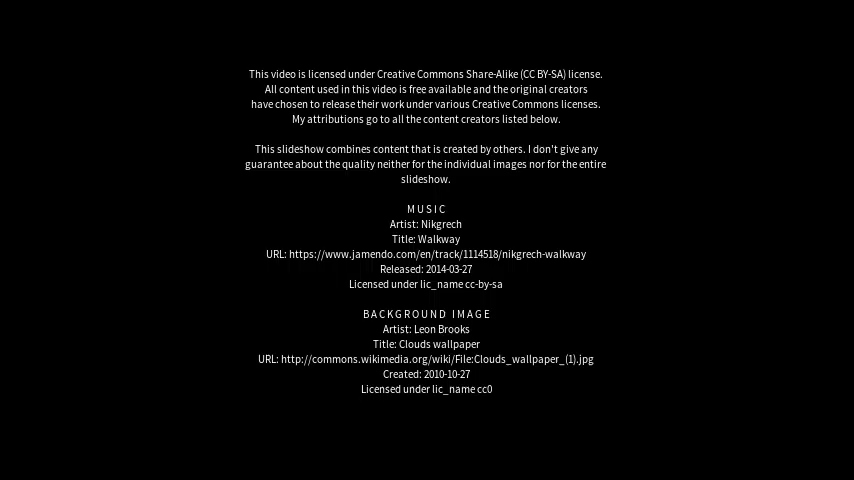 This video is licensed under Creative Commons Share-Alike (CC BY-SA) license.
All content used in this video is free available and the original creators
have chosen to release their work under various Creative Commons licenses.
My attributions go to all the content creators listed below.
This slideshow combines content that is created by others. I don't give any
guarantee about the quality neither for the individual images nor for the entire
slideshow.
MUSIC
Artist: Nikgrech
Title: Walkway
URL: https://www.jamendo.com/en/track/1114518/nikgrech-walkway
Released: 2014-03-27
Licensed under lic_name cc-by-sa
BACKGROUND IMAGE
Artist: Leon Brooks
Title: Clouds wallpaper
URL: http://commons.wikimedia.org/wiki/File:Clouds_wallpaper_(1).jpg
Created: 2010-10-27
Licensed under lic_name cc0